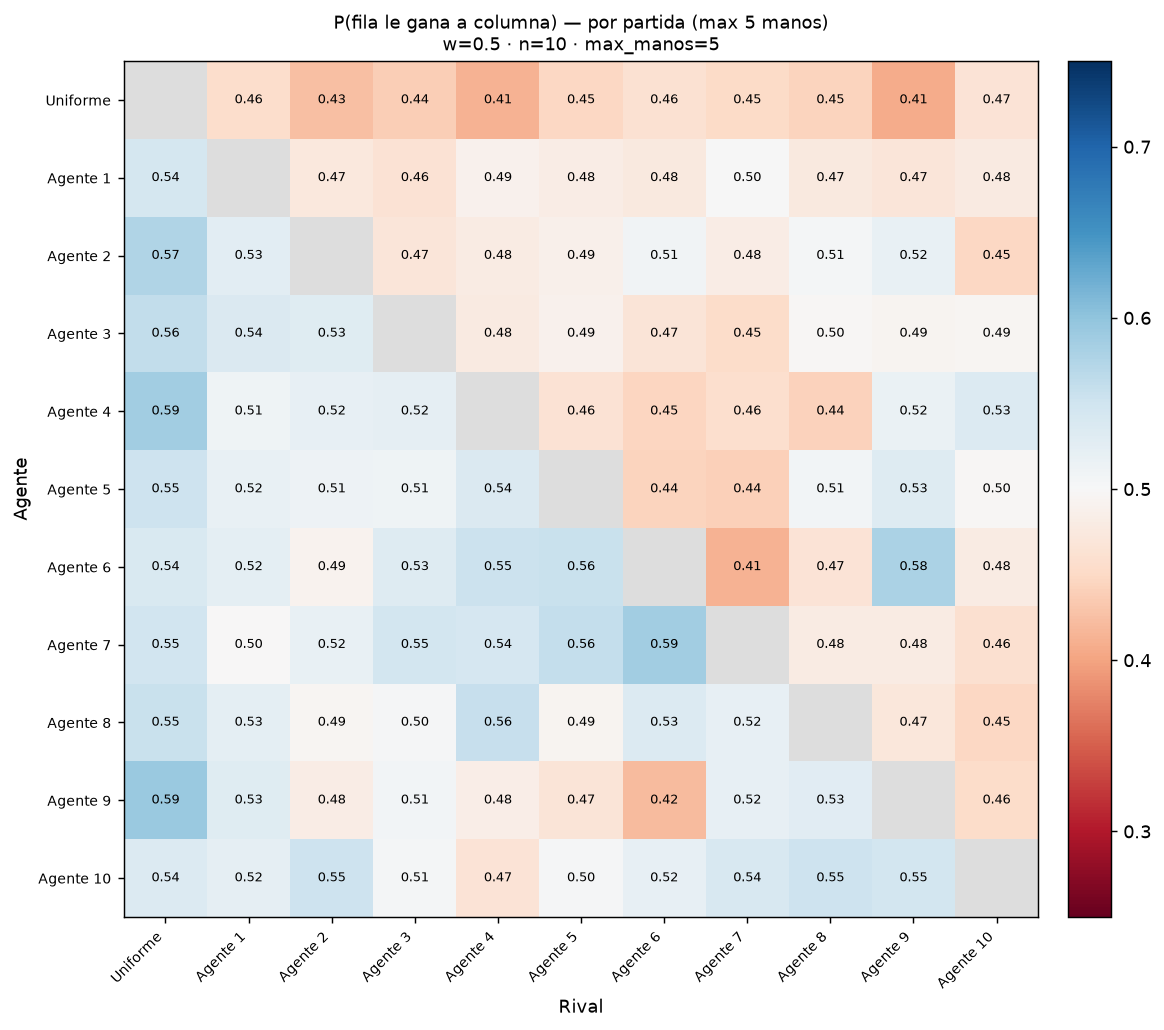 P(fila le gana a columna) — por partida (max 5 manos)
w=0.5 · n=10 · max_manos=5
Uniforme 0.46 0.43 0.44 0.41 0.45 0.46 0.45 0.45 0.41 0.47
Agente 1 0.54 0.47 0.46 0.49 0.48 0.48 0.50 0.47 0.47 0.48
Agente 2 0.57 0.53 0.47 0.48 0.49 0.51 0.48 0.51 0.52 0.45
Agente 3 0.56 0.54 0.53 0.48 0.49 0.47 0.45 0.50 0.49 0.49
Agente 4 0.59 0.51 0.52 0.52 0.46 0.45 0.46 0.44 0.52 0.53
Agente 5 0.55 0.52 0.51 0.51 0.54 0.44 0.44 0.51 0.53 0.50
Agente 6 0.54 0.52 0.49 0.53 0.55 0.56 0.41 0.47 0.58 0.48
Agente 7 0.55 0.50 0.52 0.55 0.54 0.56 0.59 0.48 0.48 0.46
Agente 8 0.55 0.53 0.49 0.50 0.56 0.49 0.53 0.52 0.47 0.45
Agente 9 0.59 0.53 0.48 0.51 0.48 0.47 0.42 0.52 0.53 0.46
Agente 10 0.54 0.52 0.55 0.51 0.47 0.50 0.52 0.54 0.55 0.55
Uniforme Agente 1 Agente 2 Agente 3 Agente 4 Agente 5 Agente 6 Agente 7 Agente 8 Agente 9 Agente 10
Rival
Agente
0.7
0.6
0.5
0.4
0.3